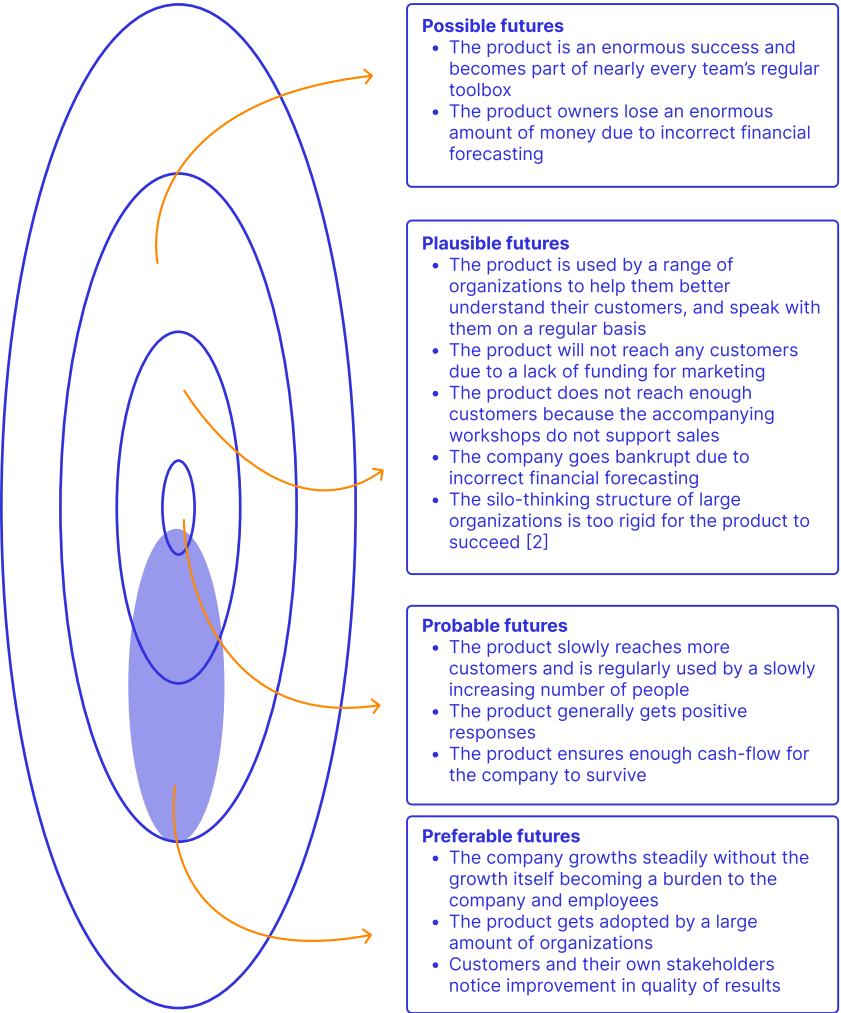 Possible futures
• The product is an enormous success and
becomes part of nearly every team’s regular
toolbox
• The product owners lose an enormous
amount of money due to incorrect financial
forecasting
Plausible futures
• The product is used by a range of
organizations to help them better
understand their customers, and speak with
them on a regular basis
• The product will not reach any customers
due to a lack of funding for marketing
• The product does not reach enough
customers because the accompanying
workshops do not support sales
• The company goes bankrupt due to
incorrect financial forecasting
• The silo-thinking structure of large
organizations is too rigid for the product to
succeed [2]
Probable futures
• The product slowly reaches more
customers and is regularly used by a slowly
increasing number of people
• The product generally gets positive
responses
• The product ensures enough cash-flow for
the company to survive
Preferable futures
• The company growths steadily without the
growth itself becoming a burden to the
company and employees
• The product gets adopted by a large
amount of organizations
• Customers and their own stakeholders
notice improvement in quality of results